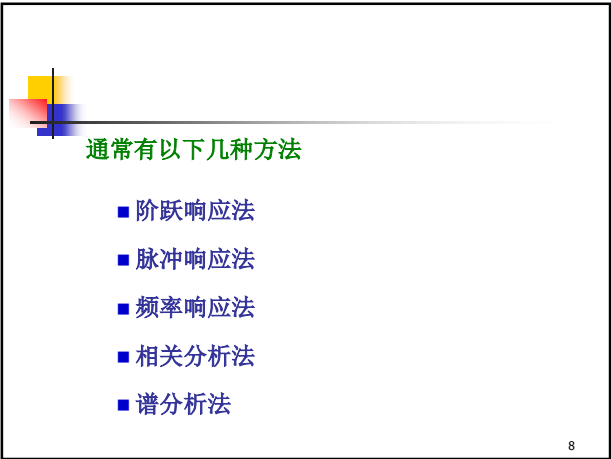 通常有以下几种方法
阶跃响应法
脉冲响应法
频率响应法
相关分析法
谱分析法
8